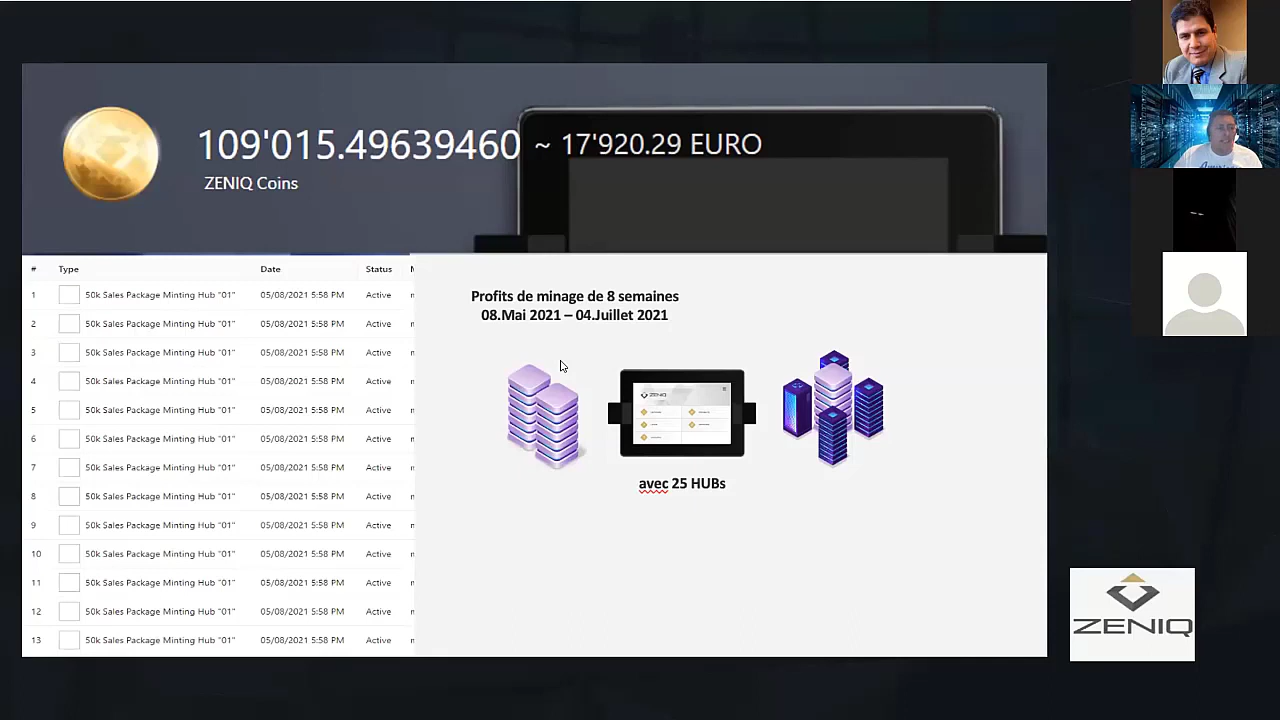 109'015.49639460 ~ 17'920.29 EURO
ZENIQ Coins
# Type Date Status
1 50k Sales Package Minting Hub "01" 05/08/2021 5:58 PM Active
2 50k Sales Package Minting Hub "01" 05/08/2021 5:58 PM Active
3 50k Sales Package Minting Hub "01" 05/08/2021 5:58 PM Active
4 50k Sales Package Minting Hub "01" 05/08/2021 5:58 PM Active
5 50k Sales Package Minting Hub "01" 05/08/2021 5:58 PM Active
6 50k Sales Package Minting Hub "01" 05/08/2021 5:58 PM Active
7 50k Sales Package Minting Hub "01" 05/08/2021 5:58 PM Active
8 50k Sales Package Minting Hub "01" 05/08/2021 5:58 PM Active
9 50k Sales Package Minting Hub "01" 05/08/2021 5:58 PM Active
10 50k Sales Package Minting Hub "01" 05/08/2021 5:58 PM Active
11 50k Sales Package Minting Hub "01" 05/08/2021 5:58 PM Active
12 50k Sales Package Minting Hub "01" 05/08/2021 5:58 PM Active
13 50k Sales Package Minting Hub "01" 05/08/2021 5:58 PM Active
Profits de minage de 8 semaines
08.Mai 2021 – 04.Juillet 2021
ZENIQ
avec 25 HUBs
ZENIQ